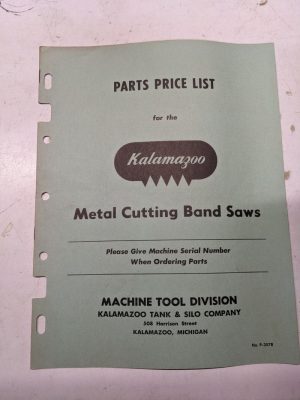 PARTS PRICE LIST
for the
Kalamazoo
Metal Cutting Band Saws
Please Give Machine Serial Number
When Ordering Parts
MACHINE TOOL DIVISION
KALAMAZOO TANK & SILO COMPANY
508 Harrison Street
KALAMAZOO, MICHIGAN